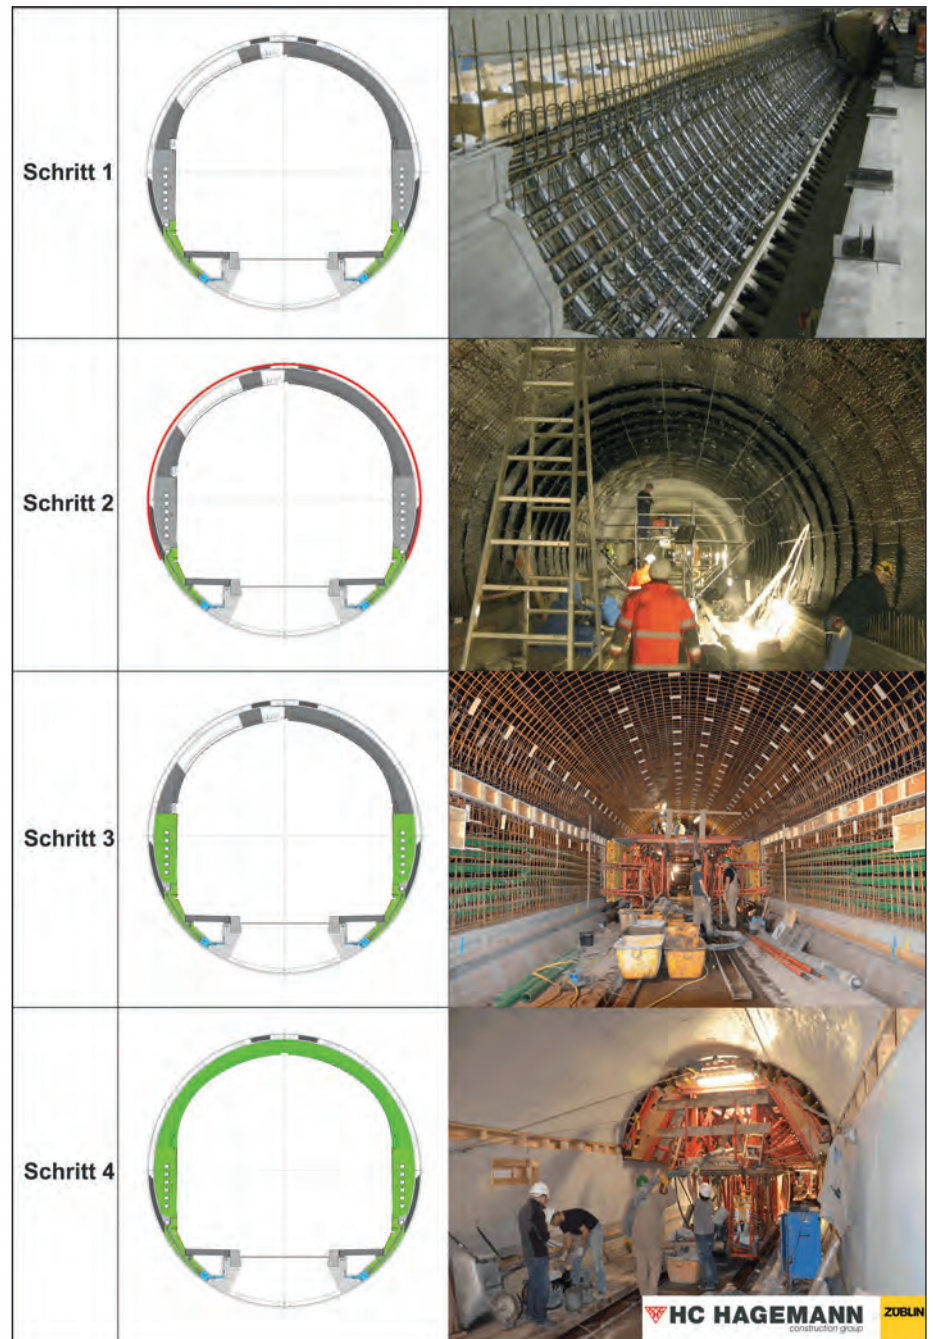 Schritt 1
Schritt 2
Schritt 3
Schritt 4
HC HAGEMANN
construction group
ZÜBLIN